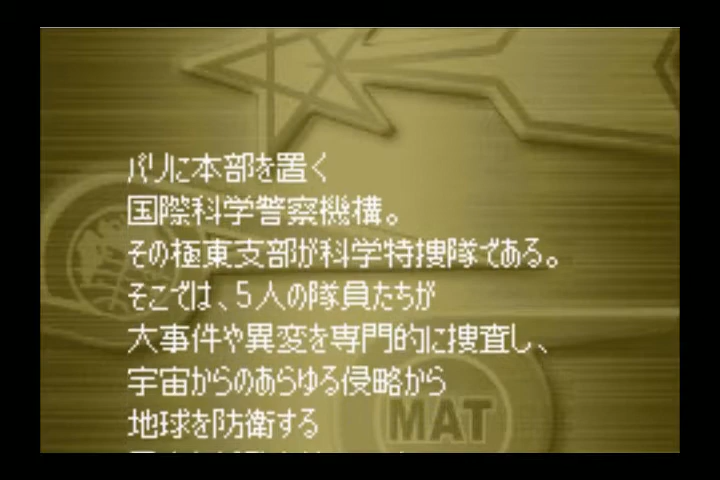 パリに本部を置く
国際科学警察機構。
その極東支部が科学特捜隊である。
そこでは、5人の隊員たちが
大事件や異変を専門的に捜査し、
宇宙からのあらゆる侵略から
地球を防衛する
MAT